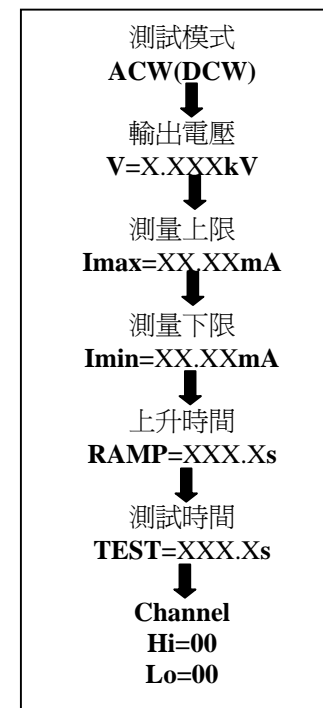 測試模式
ACW(DCW)
輸出電壓
V=X.XXXkV
測量上限
Imax=XX.XXmA
測量下限
Imin=XX.XXmA
上升時間
RAMP=XXX.Xs
測試時間
TEST=XXX.Xs
Channel
Hi=00
Lo=00